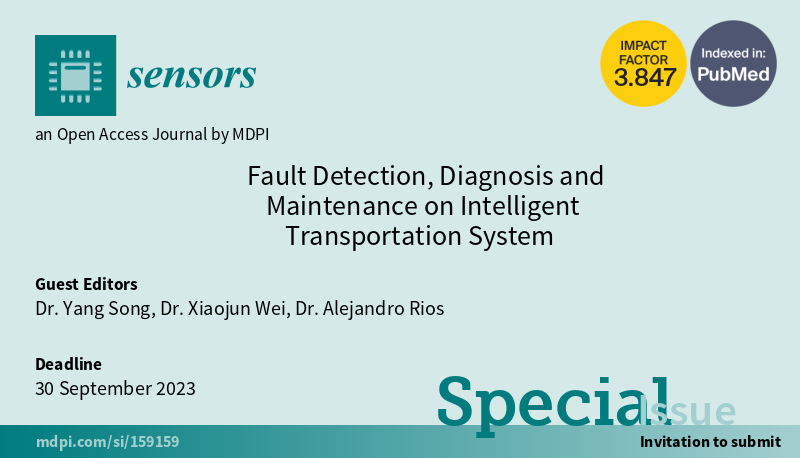 sensors
IMPACT
FACTOR
3.847
Indexed in:
PubMed
an Open Access Journal by MDPI
Fault Detection, Diagnosis and
Maintenance on Intelligent
Transportation System
Guest Editors
Dr. Yang Song, Dr. Xiaojun Wei, Dr. Alejandro Rios
Deadline
30 September 2023
Special
Issue
mdpi.com/si/159159
Invitation to submit